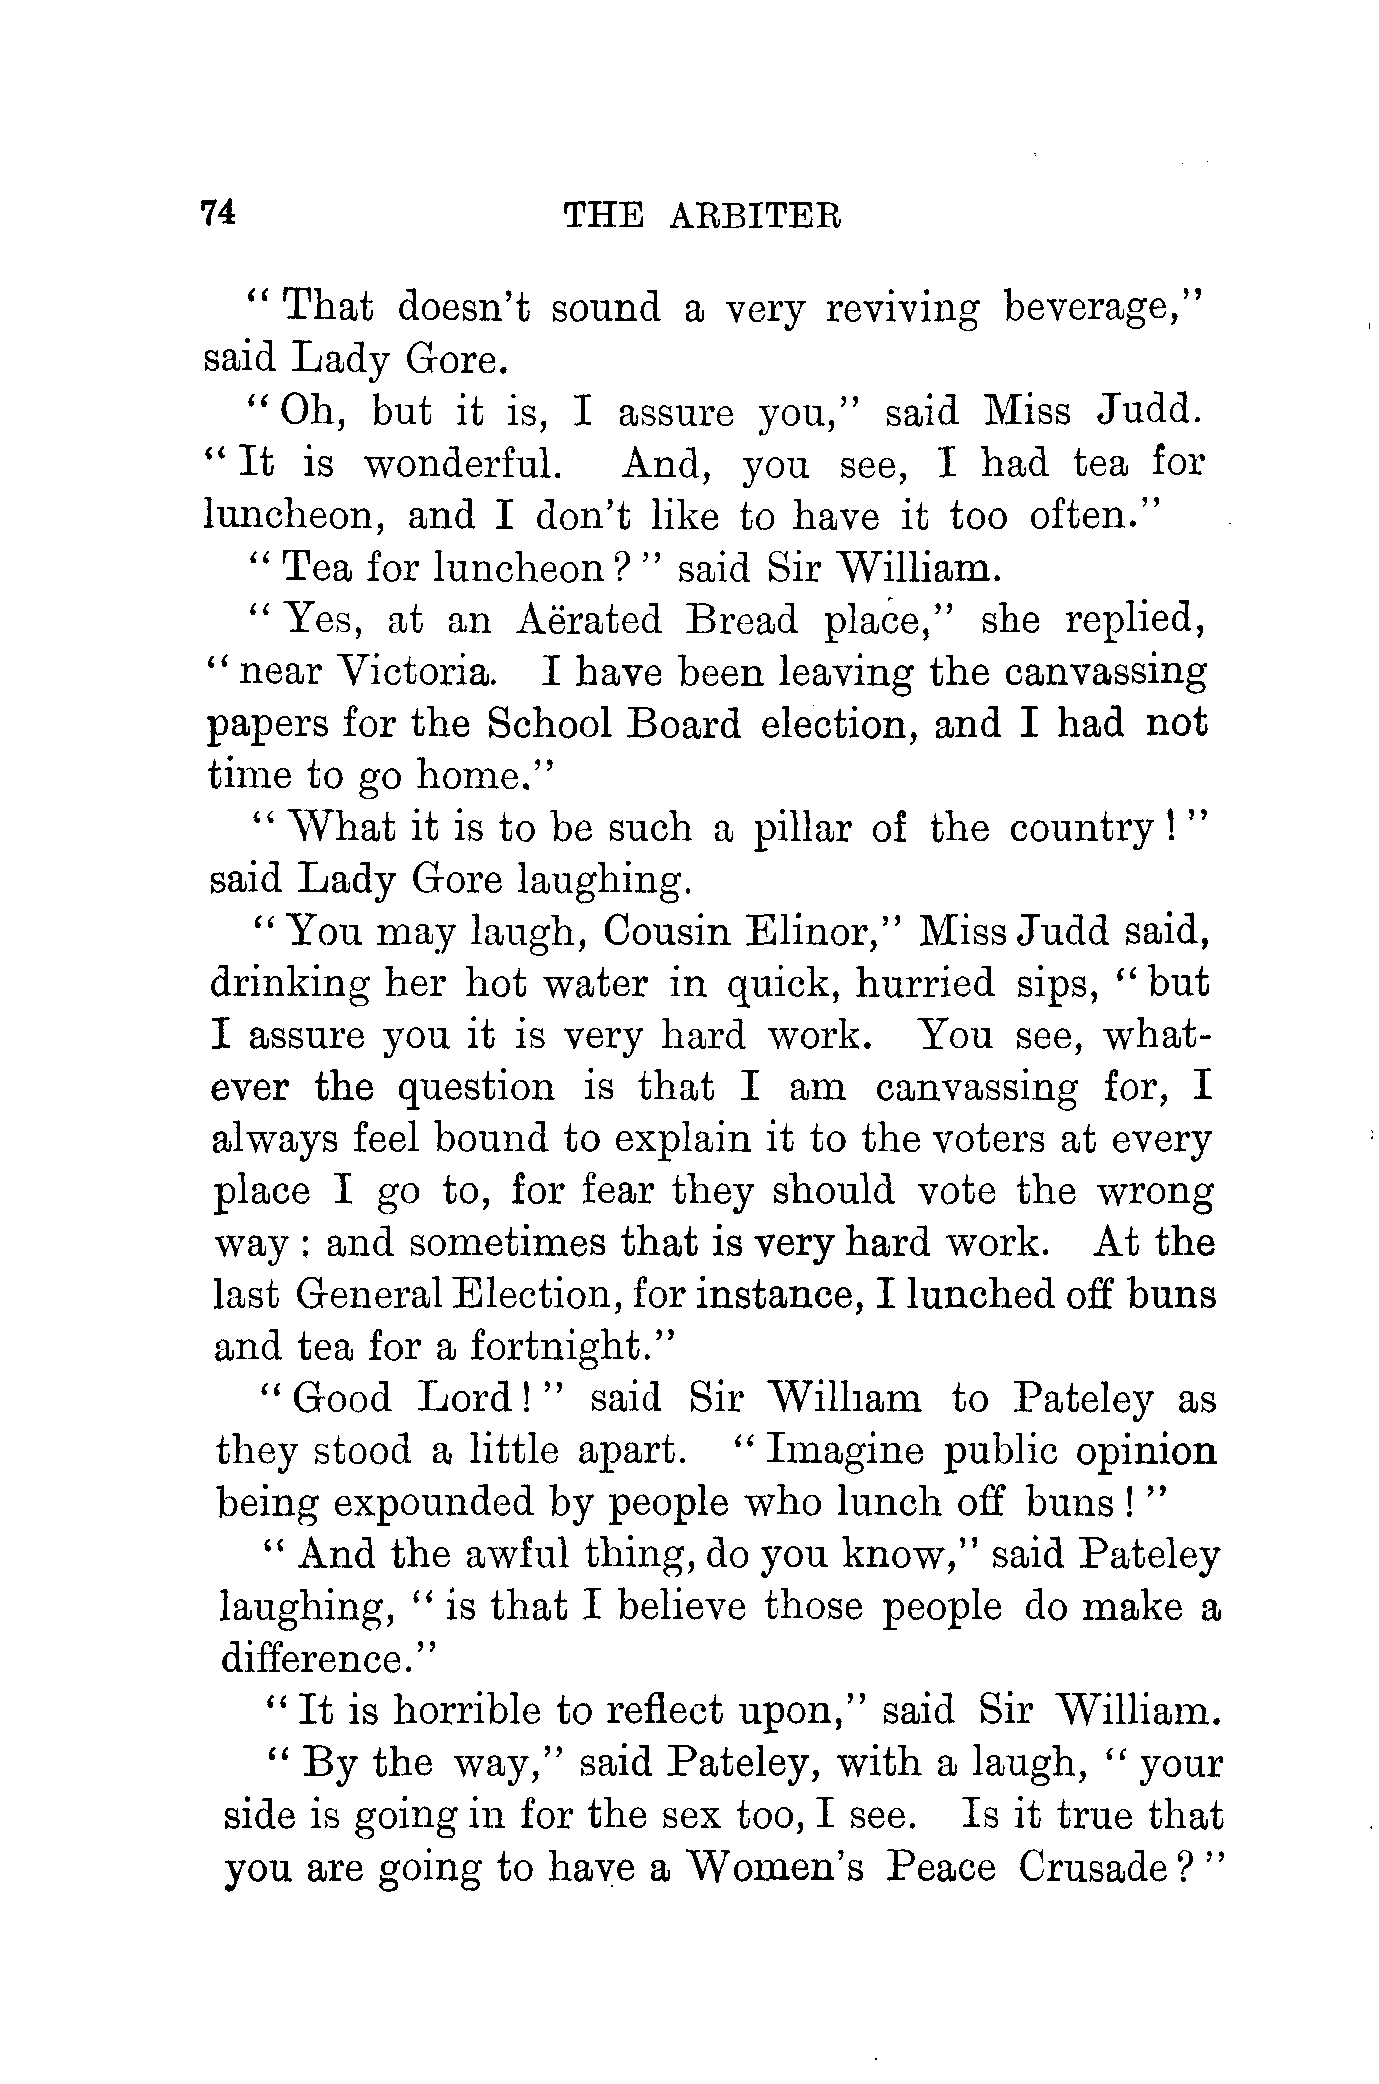 74 THE ARBITER
“ That doesn’t sound a very reviving beverage,”
said Lady Gore.
“ Oh, but it is, I assure you,” said Miss Judd.
“ It is wonderful. And, you see, I had tea for
luncheon, and I don’t like to have it too often.”
“ Tea for luncheon ? ” said Sir William.
“ Yes, at an Aërated Bread place,” she replied,
“ near Victoria. I have been leaving the canvassing
papers for the School Board election, and I had not
time to go home.”
“ What it is to be such a pillar of the country ! ”
said Lady Gore laughing.
“ You may laugh, Cousin Elinor,” Miss Judd said,
drinking her hot water in quick, hurried sips, “ but
I assure you it is very hard work. You see, what-
ever the question is that I am canvassing for, I
always feel bound to explain it to the voters at every
place I go to, for fear they should vote the wrong
way : and sometimes that is very hard work. At the
last General Election, for instance, I lunched off buns
and tea for a fortnight.”
“ Good Lord ! ” said Sir William to Pateley as
they stood a little apart. “ Imagine public opinion
being expounded by people who lunch off buns ! ”
“ And the awful thing, do you know,” said Pateley
laughing, “ is that I believe those people do make a
difference.”
“ It is horrible to reflect upon,” said Sir William.
“ By the way,” said Pateley, with a laugh, “ your
side is going in for the sex too, I see. Is it true that
you are going to have a Women’s Peace Crusade ? ”